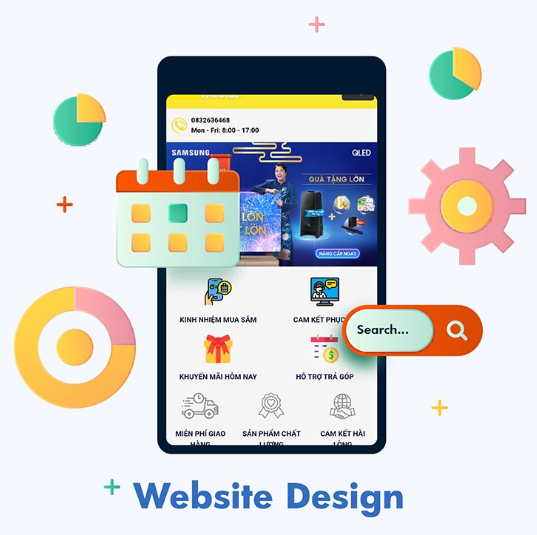 0832636468
Mon - Fri: 8:00 - 17:00
SAMSUNG
QLED
QUÀ TẶNG LỚN
LỚN
T LỚN
NÂNG CẤP NGAY
KINH NHIỆM MUA SẮM
CAM KẾT PHỤC
Search...
KHUYẾN MÃI HÔM NAY
HỖ TRỢ TRẢ GÓP
MIỄN PHÍ GIAO
HÀNG
SẢN PHẨM CHẤT
LƯỢNG
CAM KẾT HÀI
LÒNG
Website Design